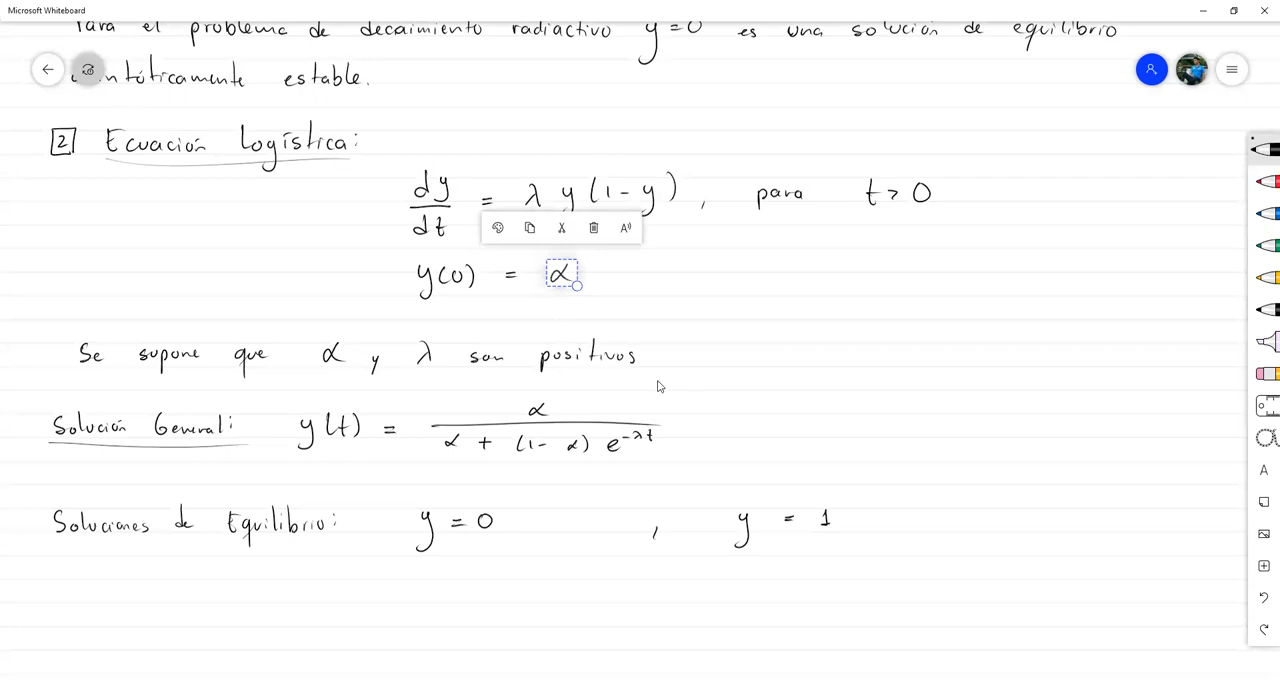 Microsoft Whiteboard
Para el problema de decaimiento radiactivo y = 0 es una solución de equilibrio
asintóticamente estable.
2 Ecuación Logística:
dy/dt = λ y (1 - y), para t > 0
y(0) = α
Se supone que α y λ son positivos
Solución General: y(t) = α / (α + (1 - α) e^{-λt})
Soluciones de Equilibrio: y = 0 , y = 1